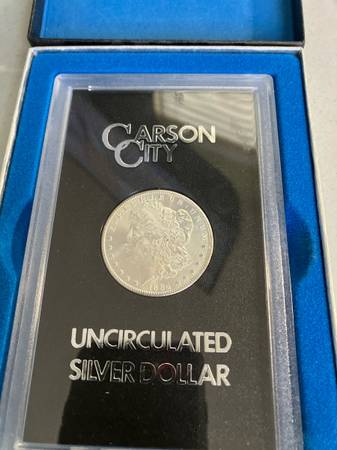 CARSON
CITY
UNCIRCULATED
SILVER DOLLAR